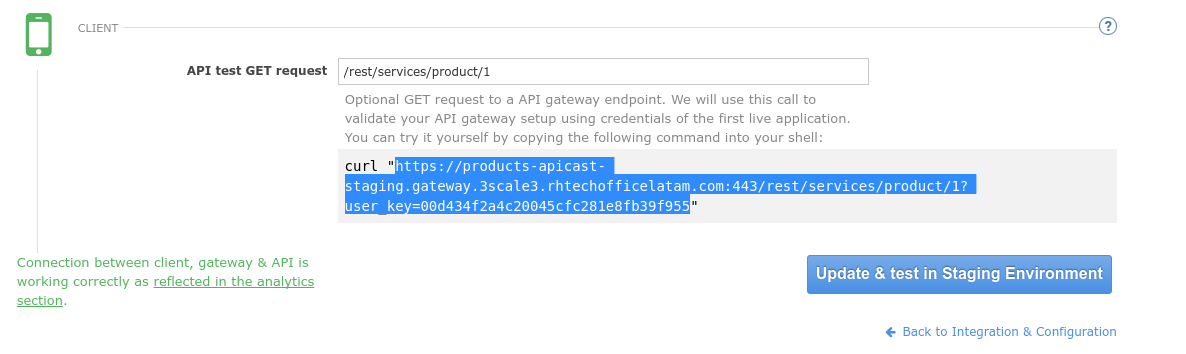 CLIENT
?
API test GET request
/rest/services/product/1
Optional GET request to a API gateway endpoint. We will use this call to
validate your API gateway setup using credentials of the first live application.
You can try it yourself by copying the following command into your shell:
curl "https://products-apicast-
staging.gateway.3scale3.rhtechofficelatam.com:443/rest/services/product/1?
user_key=00d434f2a4c20045cfc281e8fb39f955"
Connection between client, gateway & API is
working correctly as reflected in the analytics
section.
Update & test in Staging Environment
Back to Integration & Configuration